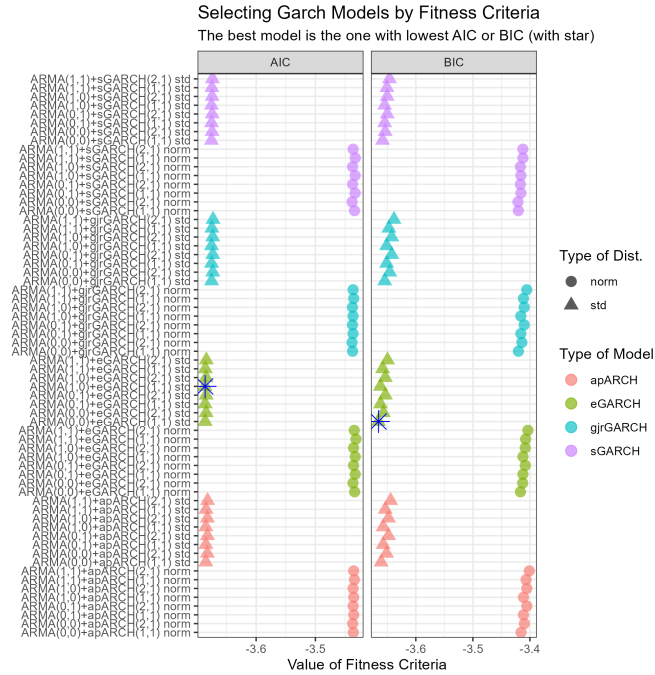 Selecting Garch Models by Fitness Criteria
The best model is the one with lowest AIC or BIC (with star)
AIC
BIC
ARMA(1,1)+sGARCH(2,1) std
ARMA(1,1)+sGARCH(1,1) std
ARMA(1,0)+sGARCH(2,1) std
ARMA(1,0)+sGARCH(1,1) std
ARMA(0,1)+sGARCH(2,1) std
ARMA(0,1)+sGARCH(1,1) std
ARMA(0,0)+sGARCH(2,1) std
ARMA(0,0)+sGARCH(1,1) std
ARMA(1,1)+sGARCH(2,1) norm
ARMA(1,1)+sGARCH(1,1) norm
ARMA(1,0)+sGARCH(2,1) norm
ARMA(1,0)+sGARCH(1,1) norm
ARMA(0,1)+sGARCH(2,1) norm
ARMA(0,1)+sGARCH(1,1) norm
ARMA(0,0)+sGARCH(2,1) norm
ARMA(0,0)+sGARCH(1,1) norm
ARMA(1,1)+gjrGARCH(2,1) std
ARMA(1,1)+gjrGARCH(1,1) std
ARMA(1,0)+gjrGARCH(2,1) std
ARMA(1,0)+gjrGARCH(1,1) std
ARMA(0,1)+gjrGARCH(2,1) std
ARMA(0,1)+gjrGARCH(1,1) std
ARMA(0,0)+gjrGARCH(2,1) std
ARMA(0,0)+gjrGARCH(1,1) std
ARMA(1,1)+gjrGARCH(2,1) norm
ARMA(1,1)+gjrGARCH(1,1) norm
ARMA(1,0)+gjrGARCH(2,1) norm
ARMA(1,0)+gjrGARCH(1,1) norm
ARMA(0,1)+gjrGARCH(2,1) norm
ARMA(0,1)+gjrGARCH(1,1) norm
ARMA(0,0)+gjrGARCH(2,1) norm
ARMA(0,0)+gjrGARCH(1,1) norm
ARMA(1,1)+eGARCH(2,1) std
ARMA(1,1)+eGARCH(1,1) std
ARMA(1,0)+eGARCH(2,1) std
ARMA(1,0)+eGARCH(1,1) std
ARMA(0,1)+eGARCH(2,1) std
ARMA(0,1)+eGARCH(1,1) std
ARMA(0,0)+eGARCH(2,1) std
ARMA(0,0)+eGARCH(1,1) std
ARMA(1,1)+eGARCH(2,1) norm
ARMA(1,1)+eGARCH(1,1) norm
ARMA(1,0)+eGARCH(2,1) norm
ARMA(1,0)+eGARCH(1,1) norm
ARMA(0,1)+eGARCH(2,1) norm
ARMA(0,1)+eGARCH(1,1) norm
ARMA(0,0)+eGARCH(2,1) norm
ARMA(0,0)+eGARCH(1,1) norm
ARMA(1,1)+apARCH(2,1) std
ARMA(1,1)+apARCH(1,1) std
ARMA(1,0)+apARCH(2,1) std
ARMA(1,0)+apARCH(1,1) std
ARMA(0,1)+apARCH(2,1) std
ARMA(0,1)+apARCH(1,1) std
ARMA(0,0)+apARCH(2,1) std
ARMA(0,0)+apARCH(1,1) std
ARMA(1,1)+apARCH(2,1) norm
ARMA(1,1)+apARCH(1,1) norm
ARMA(1,0)+apARCH(2,1) norm
ARMA(1,0)+apARCH(1,1) norm
ARMA(0,1)+apARCH(2,1) norm
ARMA(0,1)+apARCH(1,1) norm
ARMA(0,0)+apARCH(2,1) norm
ARMA(0,0)+apARCH(1,1) norm
-3.6 -3.5 -3.6 -3.5 -3.4
Value of Fitness Criteria
Type of Dist.
norm
std
Type of Model
apARCH
eGARCH
gjrGARCH
sGARCH